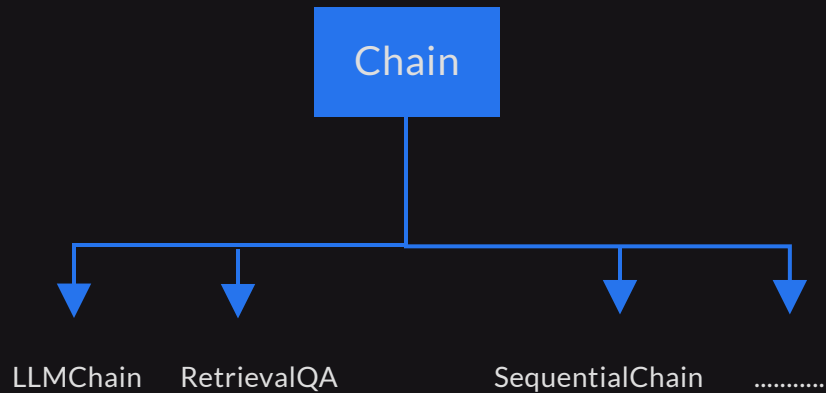 Chain
LLMChain RetrievalQA SequentialChain ...........